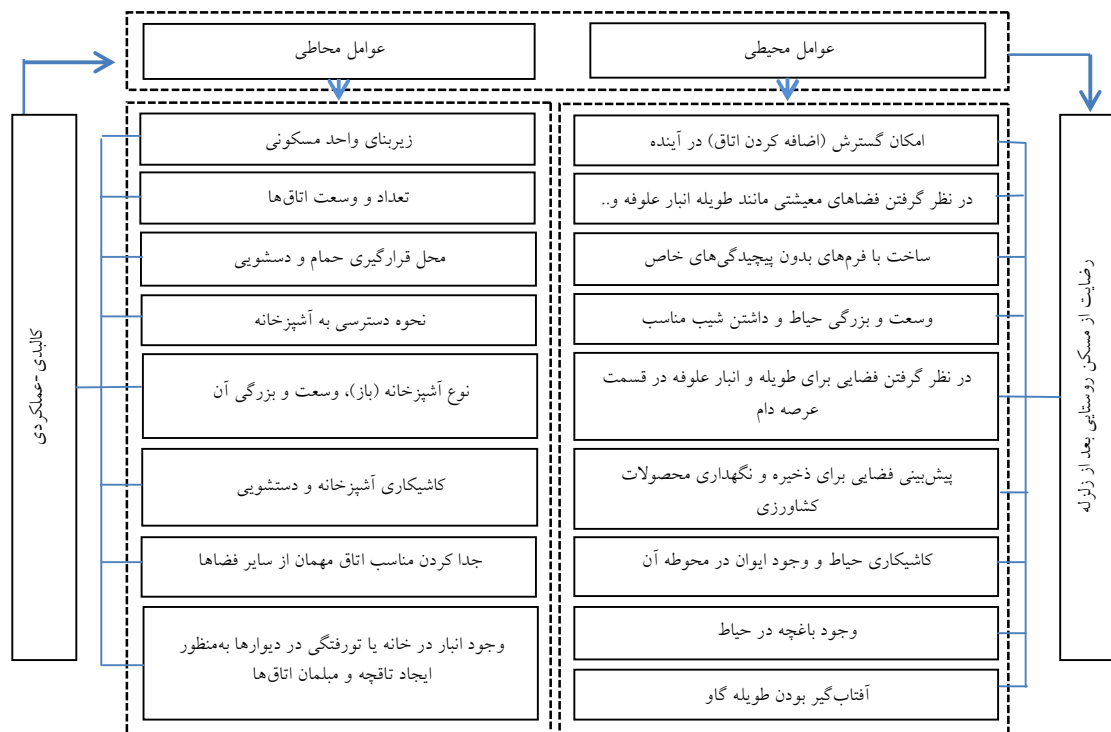 عوامل محیطی
عوامل محاطی
رضایت از مسکن روستایی بعد از زلزله
امکان گسترش (اضافه کردن اتاق) در آینده
در نظر گرفتن فضاهای معیشتی مانند طویله انبار علوفه و..
ساخت با فرم‌های بدون پیچیدگی‌های خاص
وسعت و بزرگی حیاط و داشتن شیب مناسب
در نظر گرفتن فضایی برای طویله و انبار علوفه در قسمت
عرصه دام
پیش‌بینی فضایی برای ذخیره و نگهداری محصولات
کشاورزی
کاشیکاری حیاط و وجود ایوان در محوطه آن
وجود باغچه در حیاط
آفتاب‌گیر بودن طویله گاو
زیربنای واحد مسکونی
تعداد و وسعت اتاق‌ها
محل قرارگیری حمام و دسشویی
نحوه دسترسی به آشپزخانه
نوع آشپزخانه (باز)، وسعت و بزرگی آن
کاشیکاری آشپزخانه و دستشویی
جدا کردن مناسب اتاق مهمان از سایر فضاها
وجود انبار در خانه یا تورفتگی در دیوارها به‌منظور
ایجاد تاقچه و مبلمان اتاق‌ها
کالبدی -عملکردی